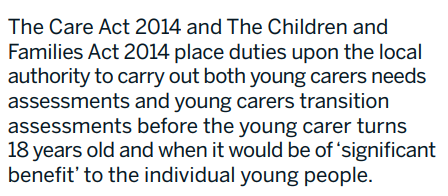 The Care Act 2014 and The Children and
Families Act 2014 place duties upon the local
authority to carry out both young carers needs
assessments and young carers transition
assessments before the young carer turns
18 years old and when it would be of ‘significant
benefit’ to the individual young people.